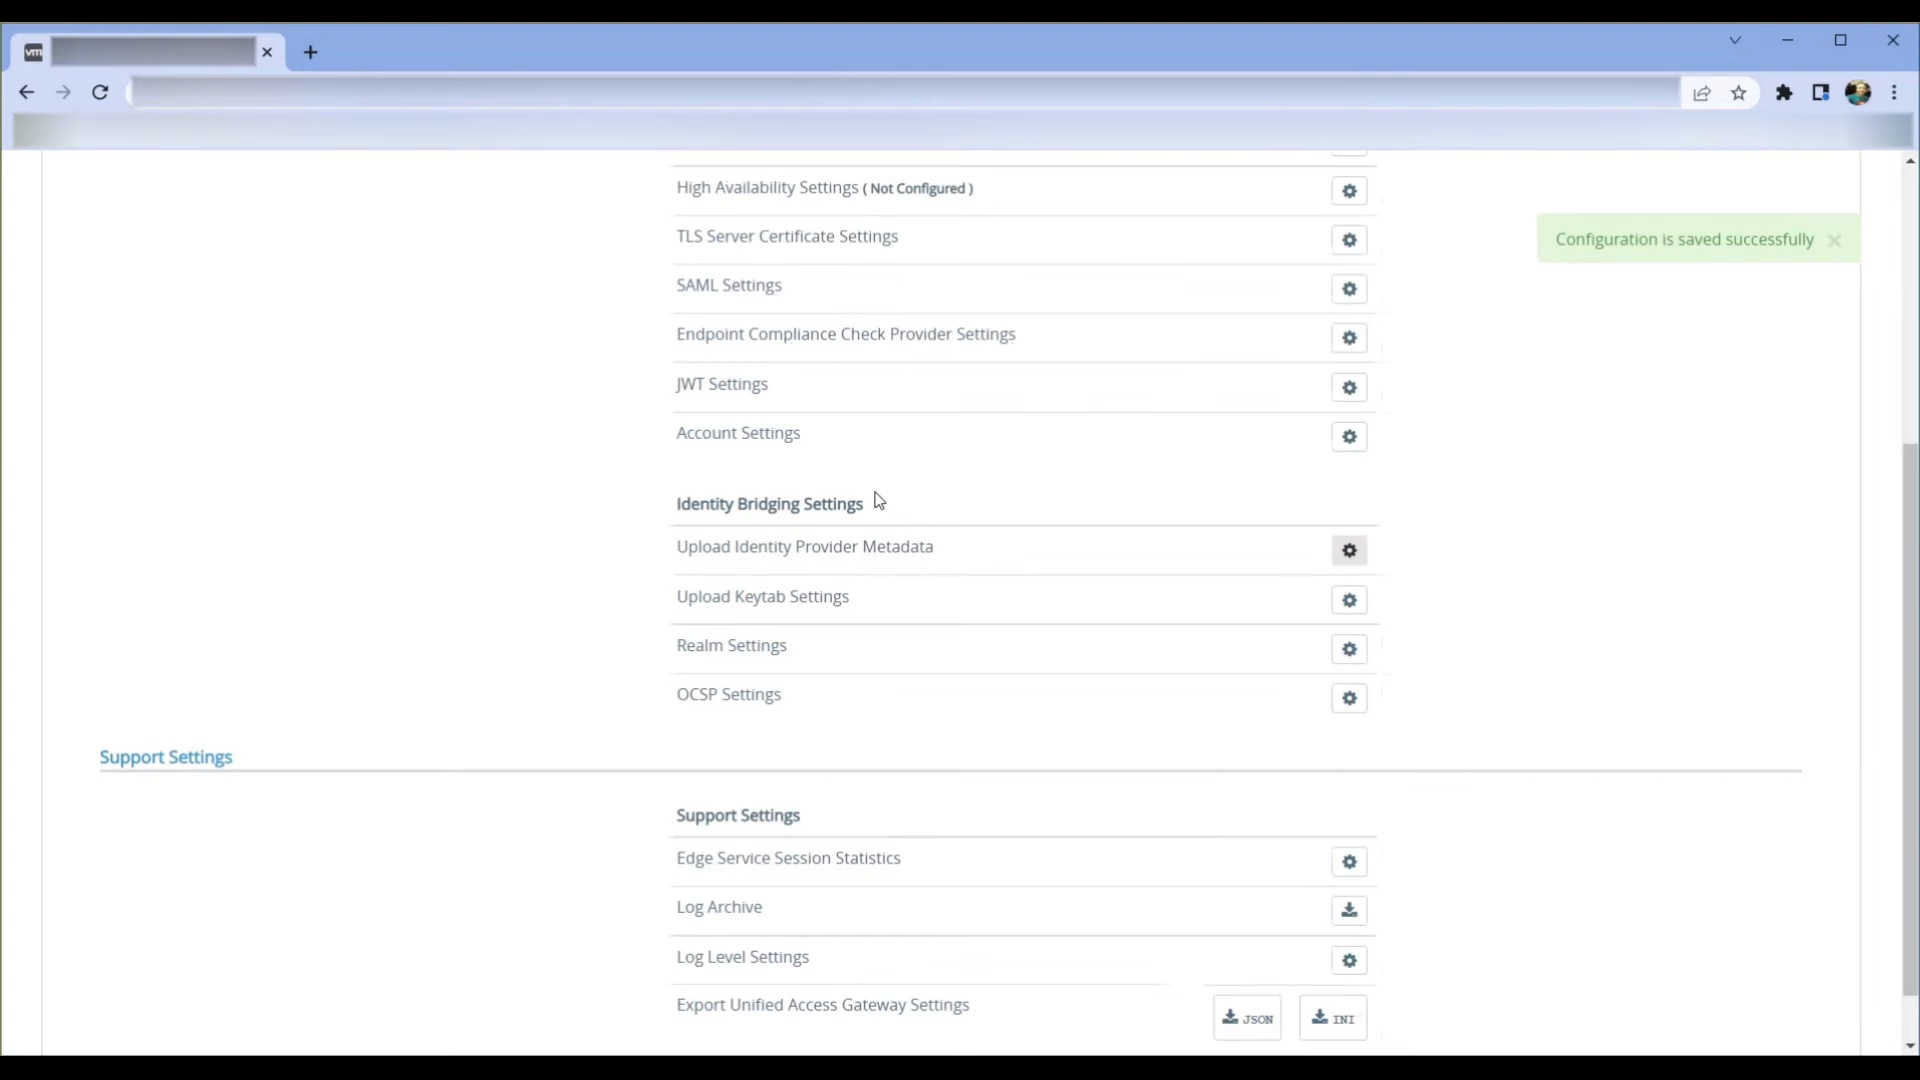 vm
High Availability Settings ( Not Configured )
TLS Server Certificate Settings
Configuration is saved successfully
SAML Settings
Endpoint Compliance Check Provider Settings
JWT Settings
Account Settings
Identity Bridging Settings
Upload Identity Provider Metadata
Upload Keytab Settings
Realm Settings
OCSP Settings
Support Settings
Support Settings
Edge Service Session Statistics
Log Archive
Log Level Settings
Export Unified Access Gateway Settings
JSON
INI